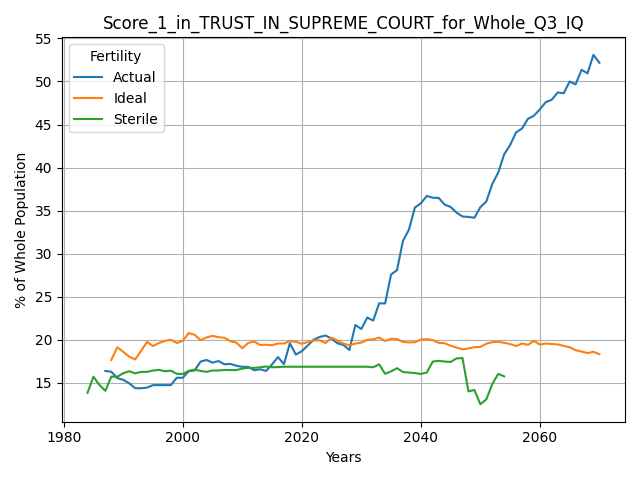 Score_1_in_TRUST_IN_SUPREME_COURT_for_Whole_Q3_IQ
Fertility
Actual
Ideal
Sterile
% of Whole Population
55
50
45
40
35
30
25
20
15
1980
2000
2020
2040
2060
Years